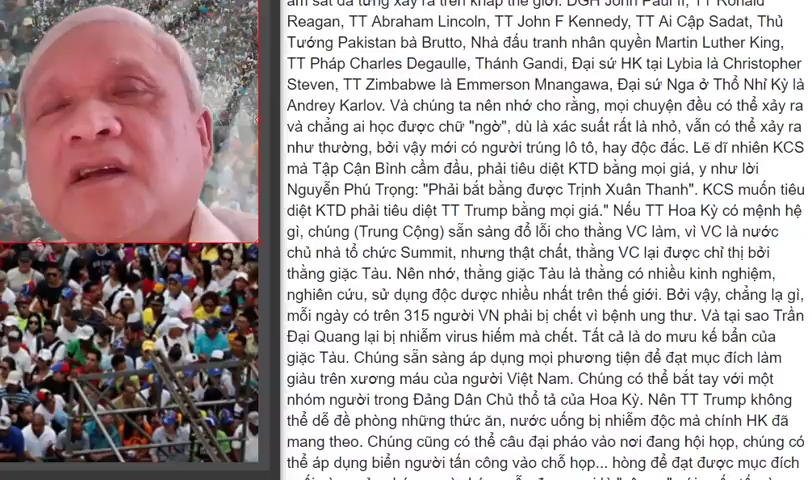 ám sát đã từng xảy ra trên khắp thế giới. ĐGH John Paul II, TT Ronald
Reagan, TT Abraham Lincoln, TT John F Kennedy, TT Ai Cập Sadat, Thủ
Tướng Pakistan bà Brutto, Nhà đấu tranh nhân quyền Martin Luther King,
TT Pháp Charles Degaulle, Thánh Gandi, Đại sứ HK tại Lybia là Christopher
Steven, TT Zimbabwe là Emmerson Mnangawa, Đại sứ Nga ở Thổ Nhỉ Kỳ là
Andrey Karlov. Và chúng ta nên nhớ cho rằng, mọi chuyện đều có thể xảy ra
và chẳng ai học được chữ "ngờ", dù là xác suất rất là nhỏ, vẫn có thể xảy ra
như thường, bởi vậy mới có người trúng lô tô, hay độc đắc. Lẽ dĩ nhiên KCS
mà Tập Cận Bình cầm đầu, phải tiêu diệt KTD bằng mọi giá, y như lời
Nguyễn Phú Trọng: "Phải bắt bằng được Trịnh Xuân Thanh". KCS muốn tiêu
diệt KTD phải tiêu diệt TT Trump bằng mọi giá." Nếu TT Hoa Kỳ có mệnh hệ
gì, chúng (Trung Cộng) sẵn sàng đổ lỗi cho thằng VC làm, vì VC là nước
chủ nhà tổ chức Summit, nhưng thật chất, thằng VC lại được chỉ thị bởi
thằng giặc Tàu. Nên nhớ, thằng giặc Tàu là thằng có nhiều kinh nghiệm,
nghiên cứu, sử dụng độc dược nhiều nhất trên thế giới. Bởi vậy, chẳng lạ gì,
mỗi ngày có trên 315 người VN phải bị chết vì bệnh ung thư. Và tại sao Trần
Đại Quang lại bị nhiễm virus hiếm mà chết. Tất cả là do mưu kế bẩn của
giặc Tàu. Chúng sẵn sàng áp dụng mọi phương tiện để đạt mục đích làm
giàu trên xương máu của người Việt Nam. Chúng có thể bắt tay với một
nhóm người trong Đảng Dân Chủ thổ tả của Hoa Kỳ. Nên TT Trump không
thể dễ đề phòng những thức ăn, nước uống bị nhiễm độc mà chính HK đã
mang theo. Chúng cũng có thể câu đại pháo vào nơi đang hội họp, chúng có
thể áp dụng biển người tấn công vào chỗ họp... hòng để đạt được mục đích